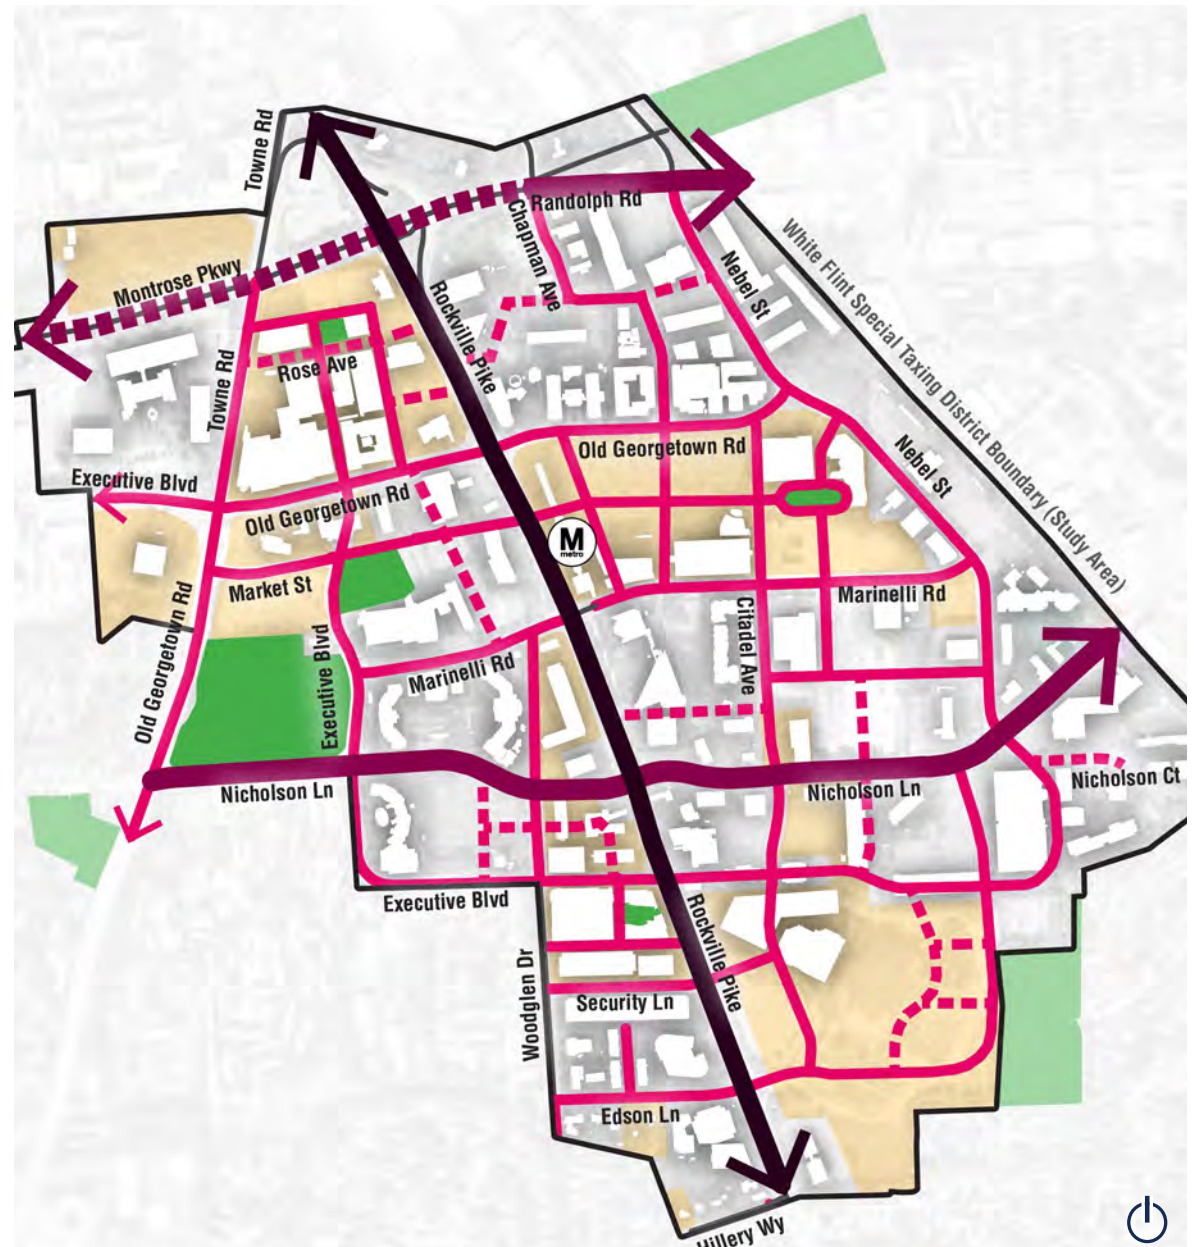 Towne Rd
Randolph Rd
Chapman Ave
White Flint Special Taxing District Boundary (Study Area)
Montrose Pkwy
Nebel St
Rockville Pike
Towne Rd
Rose Ave
Old Georgetown Rd
Nebel St
Executive Blvd
Old Georgetown Rd
M
metro
Market St
Marinelli Rd
Citadel Ave
Old Georgetown Rd
Executive Blvd
Marinelli Rd
Nicholson Ln
Nicholson Ln
Nicholson Ct
Executive Blvd
Rockville Pike
Woodglen Dr
Security Ln
Edson Ln
Hillery Wy